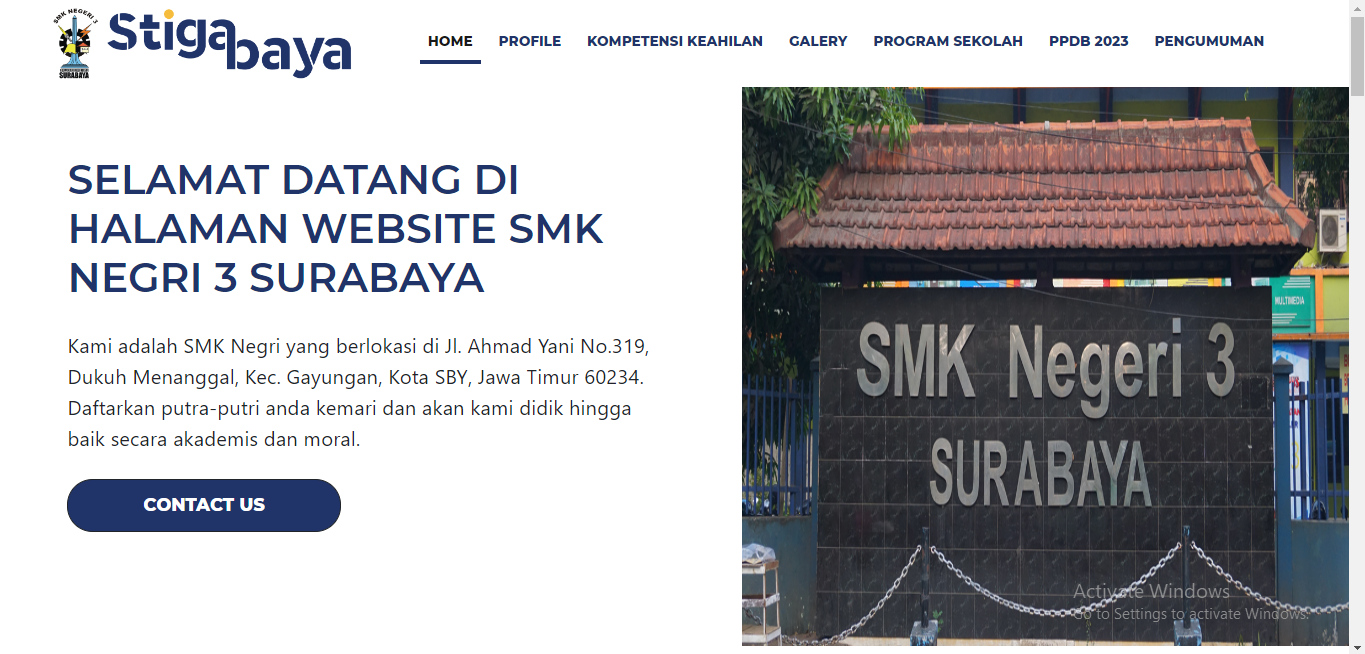 SMK NEGERI 3
SURABAYA
Stigabaya
HOME PROFILE KOMPETENSI KEAHILAN GALERY PROGRAM SEKOLAH PPDB 2023 PENGUMUMAN
SELAMAT DATANG DI
HALAMAN WEBSITE SMK
NEGRI 3 SURABAYA
Kami adalah SMK Negri yang berlokasi di Jl. Ahmad Yani No.319,
Dukuh Menanggal, Kec. Gayungan, Kota SBY, Jawa Timur 60234.
Daftarkan putra-putri anda kemari dan akan kami didik hingga
baik secara akademis dan moral.
CONTACT US
MULTIMEDIA
SMK Negeri 3
SURABAYA
Activate Windows
Go to Settings to activate Windows.